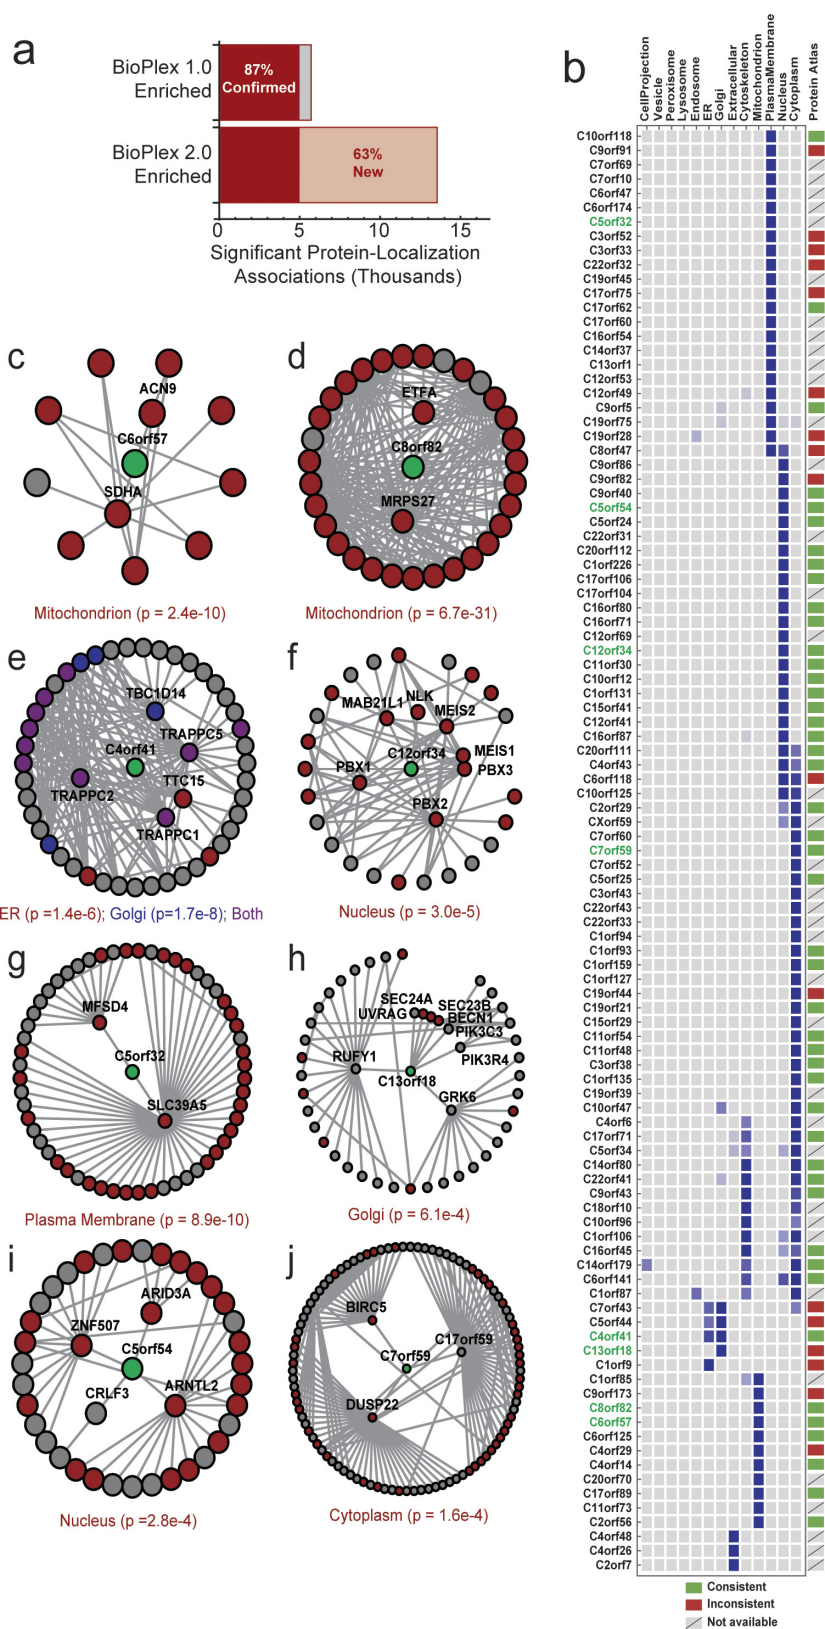 a
BioPlex 1.0
Enriched
87%
Confirmed
BioPlex 2.0
Enriched
63%
New
0 5 10 15
Significant Protein-Localization
Associations (Thousands)
b
CellProjection
Vesicle
Peroxisome
Lysosome
Endosome
ER
Golgi
Extracellular
Cytoskeleton
Mitochondrion
PlasmaMembrane
Nucleus
Cytoplasm
Protein Atlas
C10orf118
C9orf91
C7orf69
C7orf10
C6orf47
C6orf174
C5orf32
C3orf52
C3orf33
C22orf32
C19orf45
C17orf75
C17orf62
C17orf60
C16orf54
C14orf37
C13orf1
C12orf53
C12orf49
C9orf5
C19orf75
C19orf28
C8orf47
C9orf86
C9orf82
C9orf40
C5orf54
C5orf24
C22orf31
C20orf112
C1orf226
C17orf106
C17orf104
C16orf80
C16orf71
C12orf69
C12orf34
C11orf30
C10orf12
C1orf131
C15orf41
C12orf41
C16orf87
C20orf111
C4orf43
C6orf118
C10orf125
C2orf29
CXorf59
C7orf60
C7orf59
C7orf52
C5orf25
C3orf43
C22orf43
C22orf33
C1orf94
C1orf93
C1orf159
C1orf127
C19orf44
C19orf21
C15orf29
C11orf54
C11orf48
C3orf38
C1orf135
C19orf39
C10orf47
C4orf6
C17orf71
C5orf34
C14orf80
C22orf41
C9orf43
C18orf10
C10orf96
C1orf106
C16orf45
C14orf179
C6orf141
C1orf87
C7orf43
C5orf44
C4orf41
C13orf18
C1orf9
C1orf85
C9orf173
C8orf82
C6orf57
C6orf125
C4orf29
C4orf14
C20orf70
C17orf89
C11orf73
C2orf56
C4orf48
C4orf26
C2orf7
Consistent
Inconsistent
Not available
c
ACN9
C6orf57
SDHA
Mitochondrion (p = 2.4e-10)
d
ETFA
C8orf82
MRPS27
Mitochondrion (p = 6.7e-31)
e
TBC1D14
TRAPPC5
C4orf41
TTC15
TRAPPC2
TRAPPC1
ER (p =1.4e-6); Golgi (p=1.7e-8); Both
f
MAB21L1
NLK
MEIS2
C12orf34
MEIS1
PBX3
PBX1
PBX2
Nucleus (p = 3.0e-5)
g
MFSD4
C5orf32
SLC39A5
Plasma Membrane (p = 8.9e-10)
h
SEC24A
SEC23B
UVRAG
BECN1
PIK3C3
RUFY1
PIK3R4
C13orf18
GRK6
Golgi (p = 6.1e-4)
i
ARID3A
ZNF507
C5orf54
CRLF3
ARNTL2
Nucleus (p =2.8e-4)
j
BIRC5
C17orf59
C7orf59
DUSP22
Cytoplasm (p = 1.6e-4)